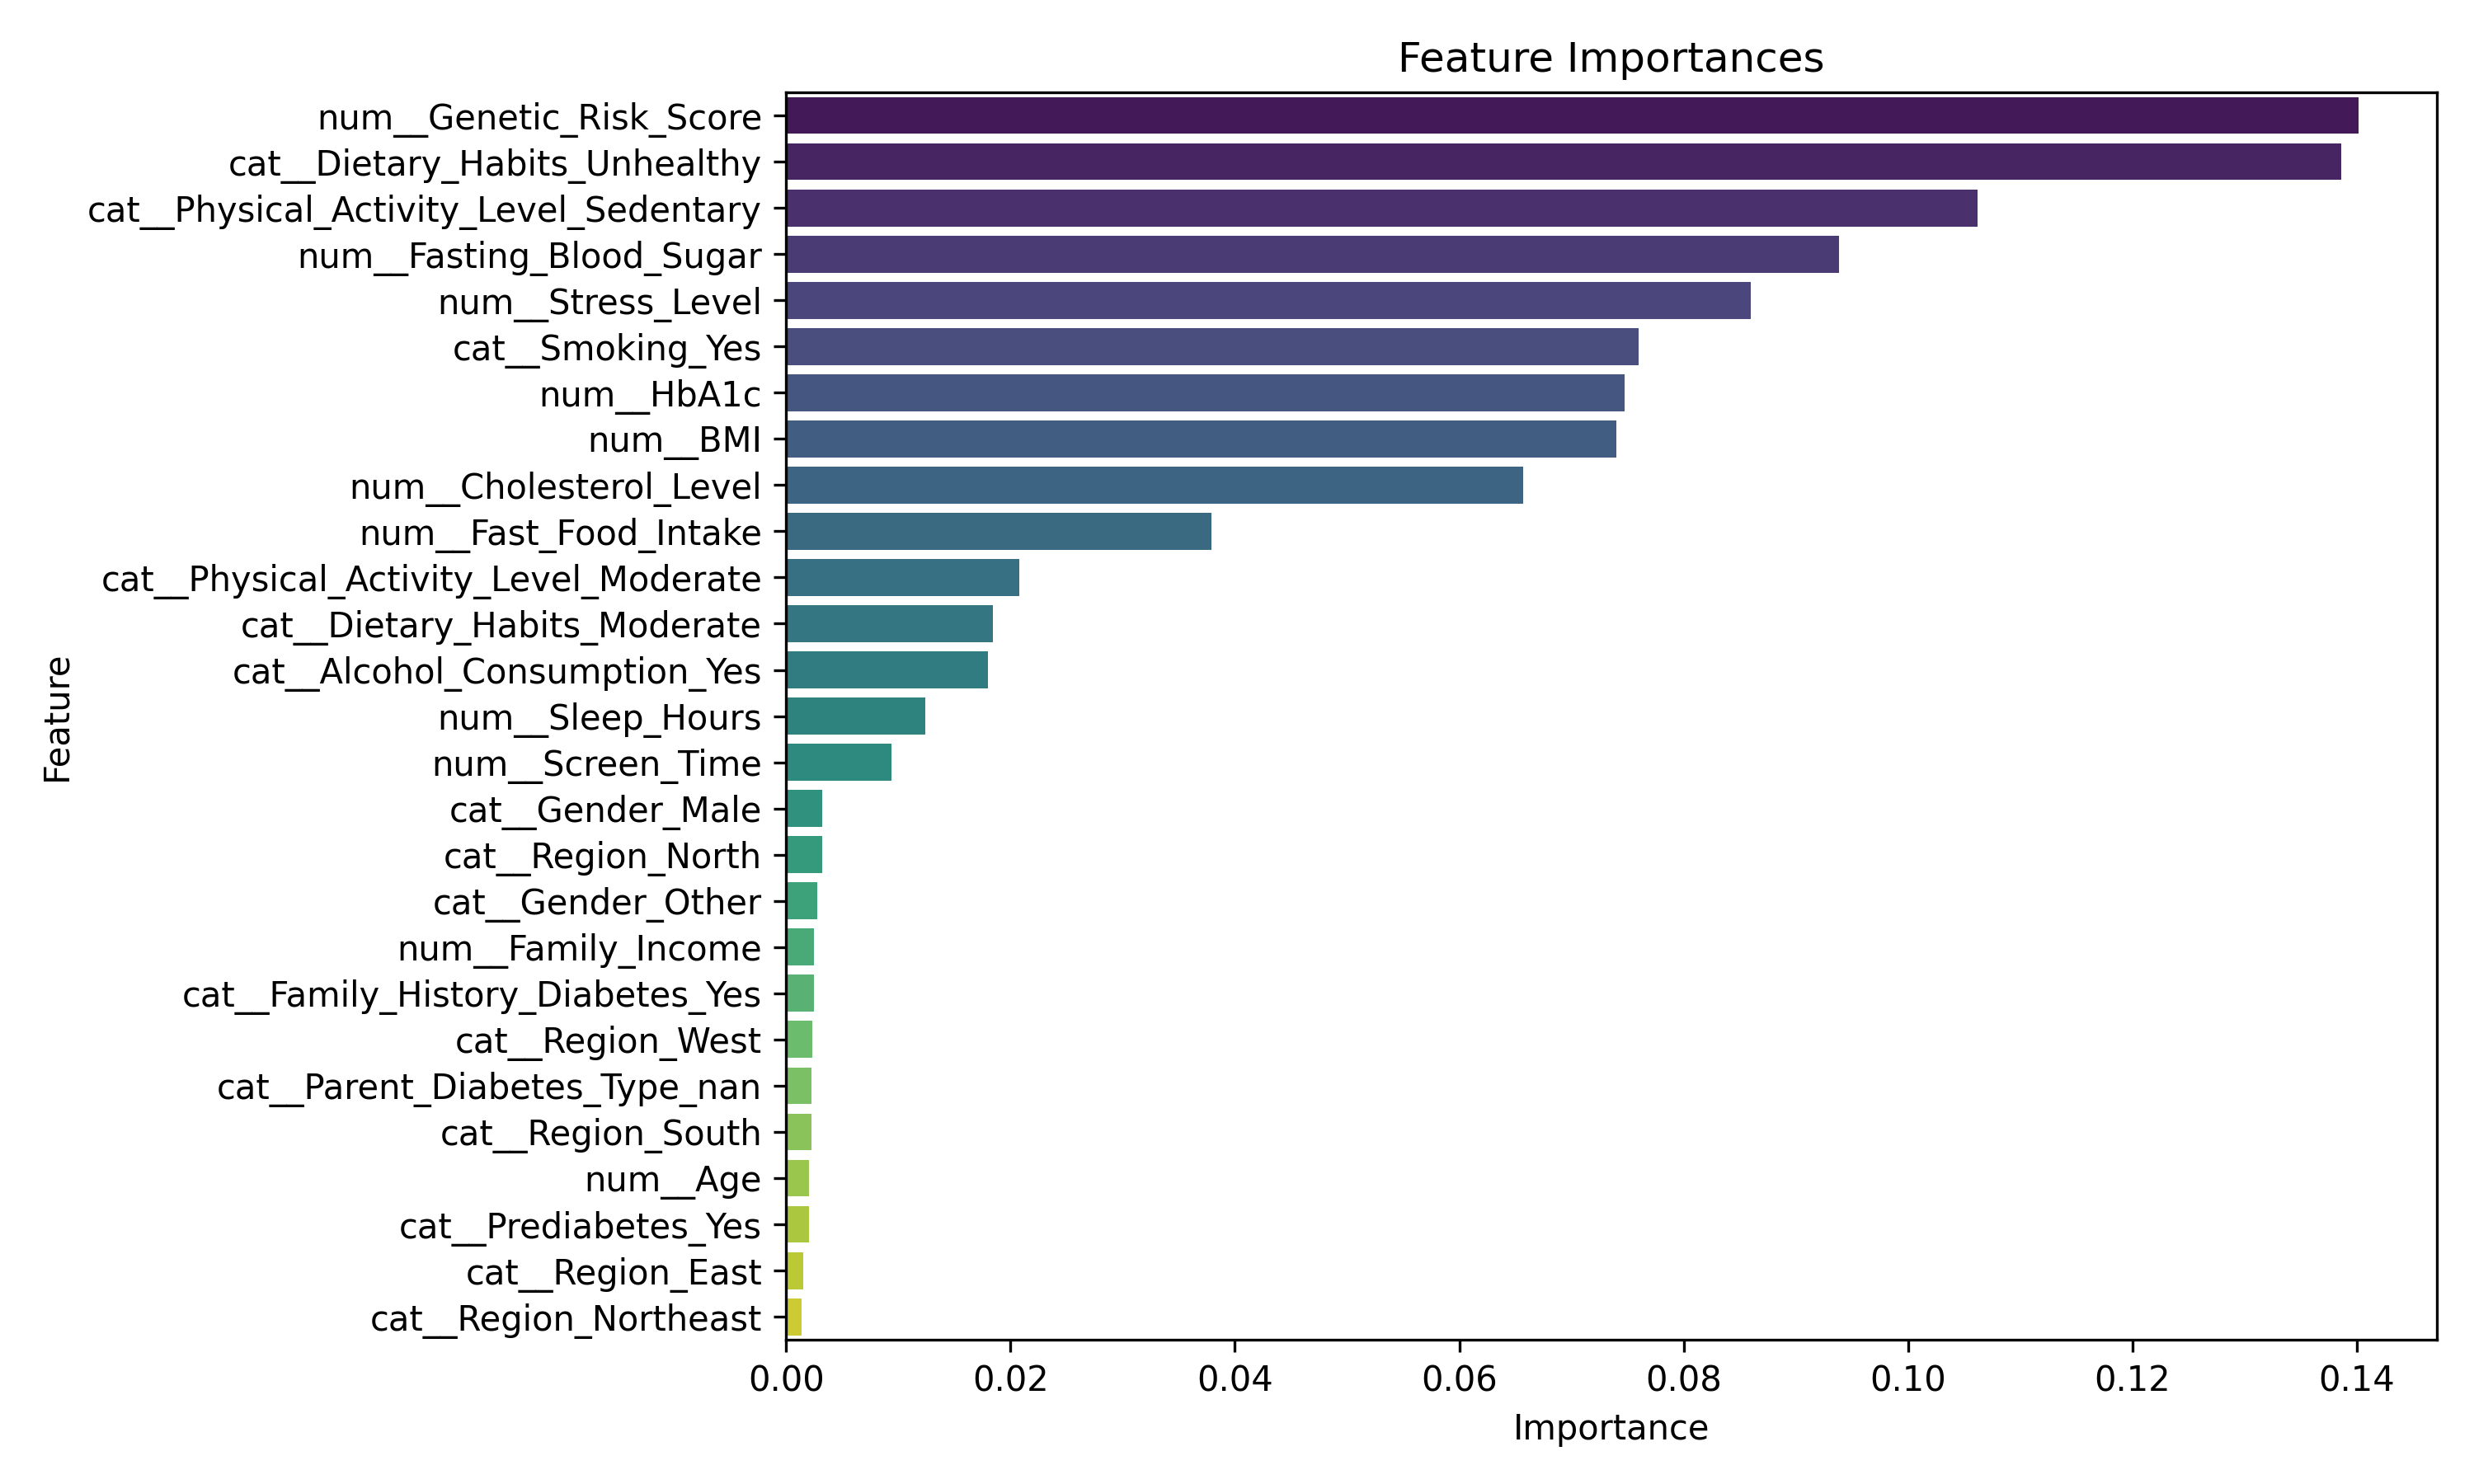 Feature Importances
num__Genetic_Risk_Score
cat__Dietary_Habits_Unhealthy
cat__Physical_Activity_Level_Sedentary
num__Fasting_Blood_Sugar
num__Stress_Level
cat__Smoking_Yes
num__HbA1c
num__BMI
num__Cholesterol_Level
num__Fast_Food_Intake
cat__Physical_Activity_Level_Moderate
cat__Dietary_Habits_Moderate
cat__Alcohol_Consumption_Yes
num__Sleep_Hours
num__Screen_Time
cat__Gender_Male
cat__Region_North
cat__Gender_Other
num__Family_Income
cat__Family_History_Diabetes_Yes
cat__Region_West
cat__Parent_Diabetes_Type_nan
cat__Region_South
num__Age
cat__Prediabetes_Yes
cat__Region_East
cat__Region_Northeast
Feature
0.00 0.02 0.04 0.06 0.08 0.10 0.12 0.14
Importance